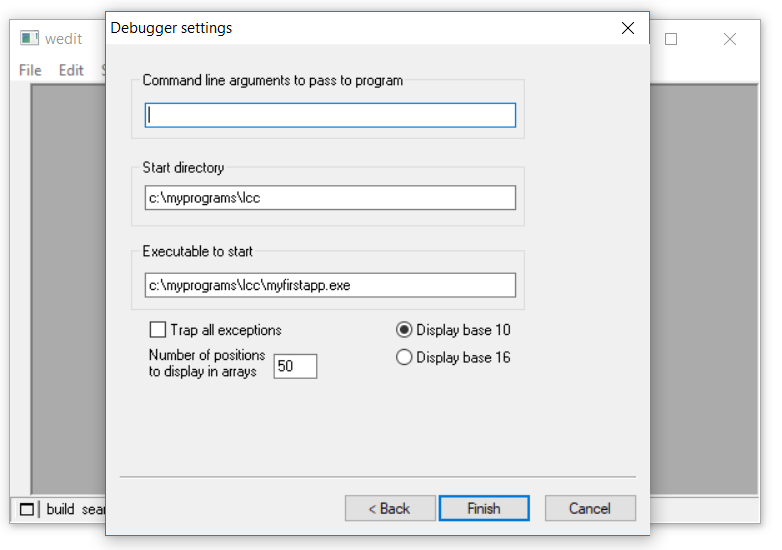 Debugger settings
wedit
File Edit S
Command line arguments to pass to program
Start directory
c:\myprograms\lcc
Executable to start
c:\myprograms\lcc\myfirstapp.exe
Trap all exceptions
Display base 10
Number of positions
to display in arrays
50
Display base 16
< Back
Finish
Cancel
build sear